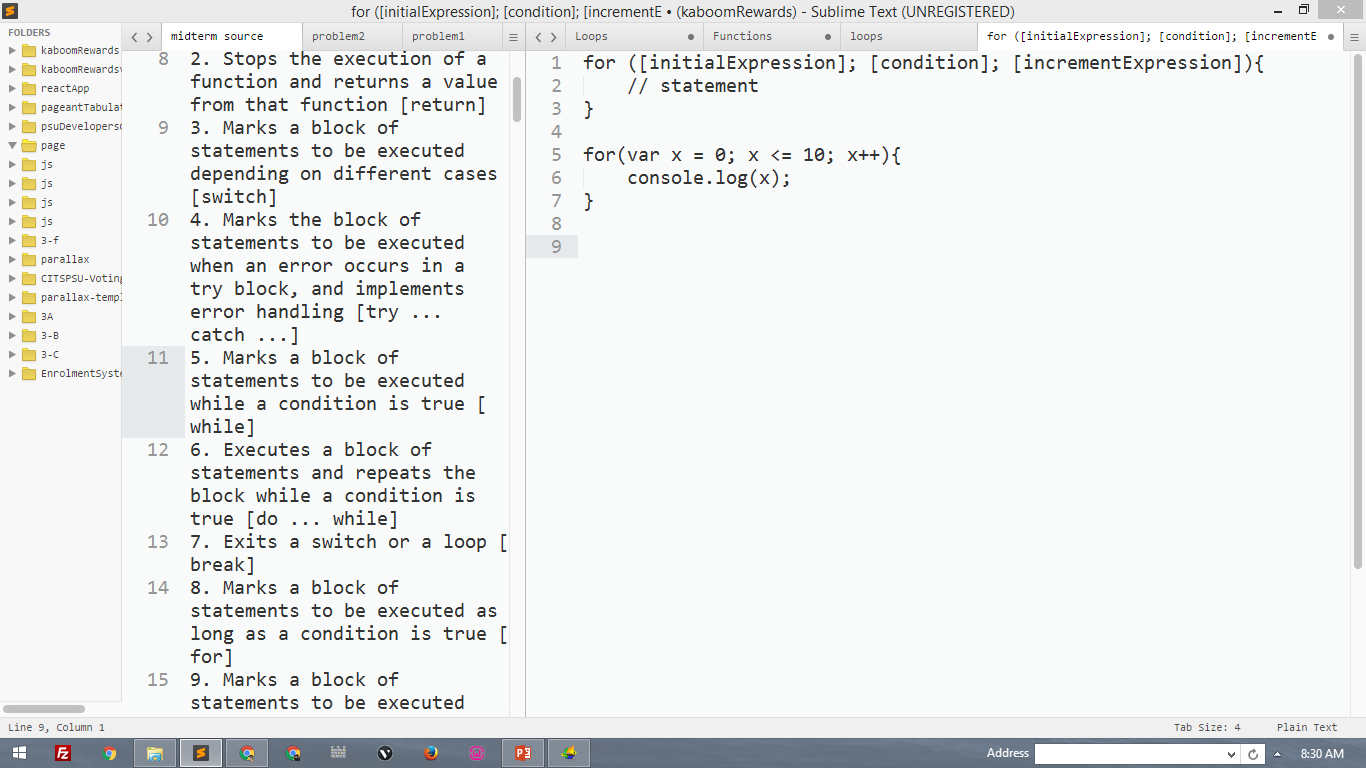 for ([initialExpression]; [condition]; [incrementE • (kaboomRewards) - Sublime Text (UNREGISTERED)
FOLDERS
kaboomRewards
kaboomRewardsv
reactApp
pageantTabulat
psuDevelopersC
page
js
js
js
js
3-f
parallax
CITSPSU-Voting
parallax-templ
3A
3-B
3-C
EnrolmentSyste
midterm source
problem2
problem1
8 2. Stops the execution of a
function and returns a value
from that function [return]
9 3. Marks a block of
statements to be executed
depending on different cases
[switch]
10 4. Marks the block of
statements to be executed
when an error occurs in a
try block, and implements
error handling [try ...
catch ...]
11 5. Marks a block of
statements to be executed
while a condition is true [
while]
12 6. Executes a block of
statements and repeats the
block while a condition is
true [do ... while]
13 7. Exits a switch or a loop [
break]
14 8. Marks a block of
statements to be executed as
long as a condition is true [
for]
15 9. Marks a block of
statements to be executed
Loops
Functions
loops
for ([initialExpression]; [condition]; [incrementE
1 for ([initialExpression]; [condition]; [incrementExpression]){
2 // statement
3 }
4
5 for(var x = 0; x <= 10; x++){
6 console.log(x);
7 }
8
9
Line 9, Column 1
Tab Size: 4
Plain Text
Address
8:30 AM